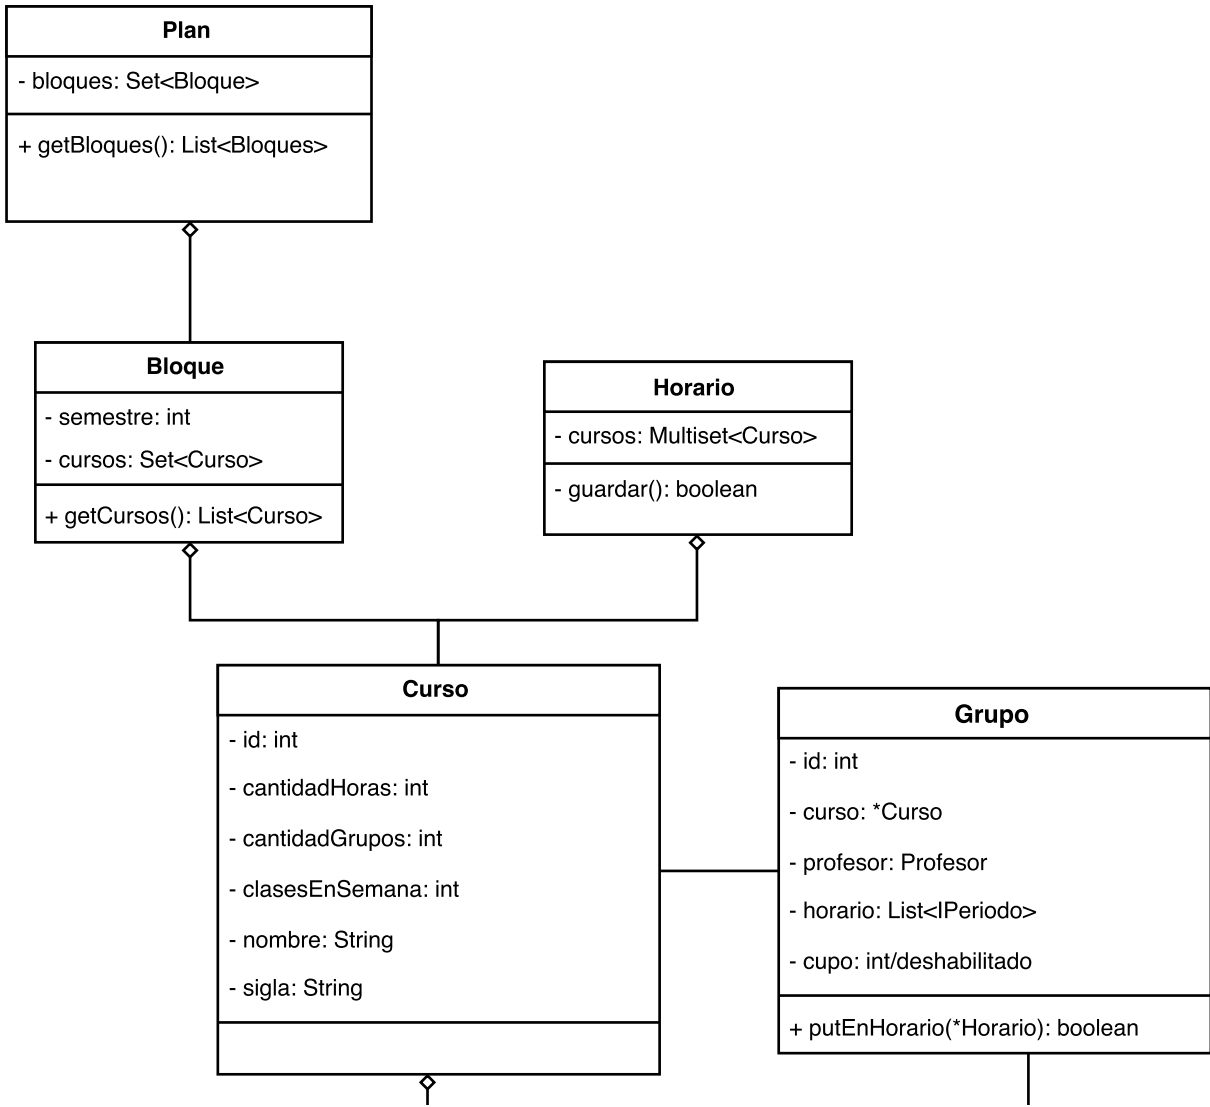 Plan
- bloques: Set<Bloque>
+ getBloques(): List<Bloques>
Bloque
- semestre: int
- cursos: Set<Curso>
+ getCursos(): List<Curso>
Horario
- cursos: Multiset<Curso>
- guardar(): boolean
Curso
- id: int
- cantidadHoras: int
- cantidadGrupos: int
- clasesEnSemana: int
- nombre: String
- sigla: String
Grupo
- id: int
- curso: *Curso
- profesor: Profesor
- horario: List<IPeriodo>
- cupo: int/deshabilitado
+ putEnHorario(*Horario): boolean